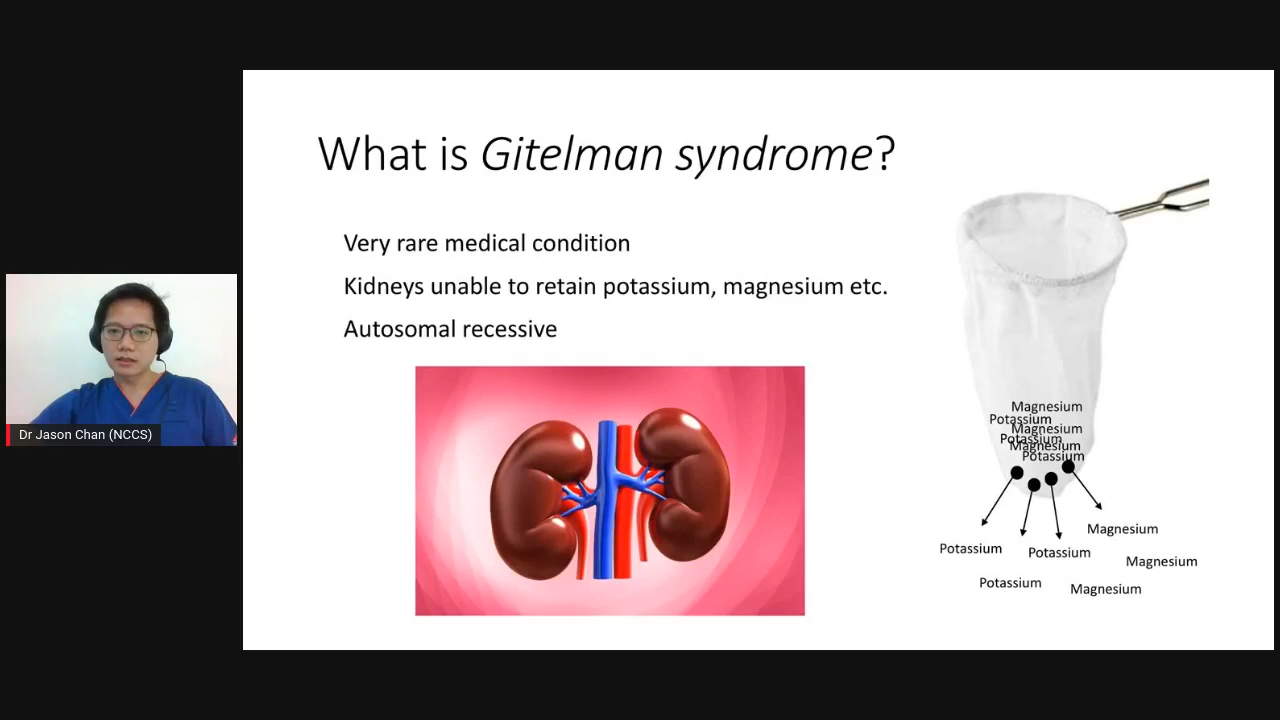 What is Gitelman syndrome?
Very rare medical condition
Kidneys unable to retain potassium, magnesium etc.
Autosomal recessive
Dr Jason Chan (NCCS)
Magnesium
Potassium
Magnesium
Potassium
Magnesium
Potassium
Magnesium
Potassium
Potassium
Magnesium
Potassium
Magnesium